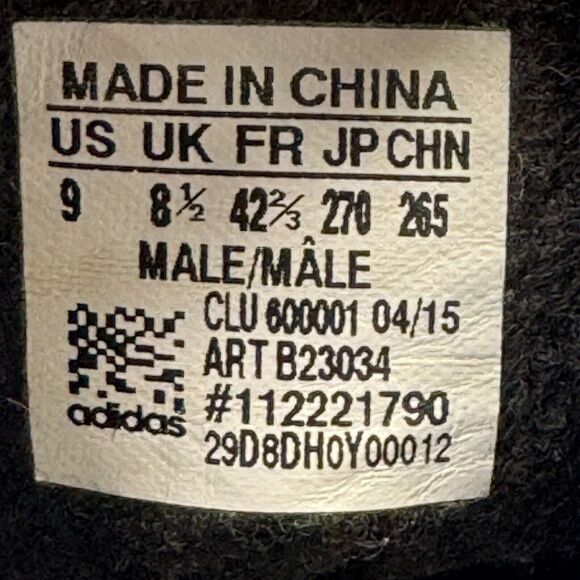 MADE IN CHINA
US UK FR JP CHN
9 8½ 42⅔ 270 265
MALE/MÂLE
CLU 600001 04/15
ART B23034
#112221790
adidas
29D8DH0Y00012